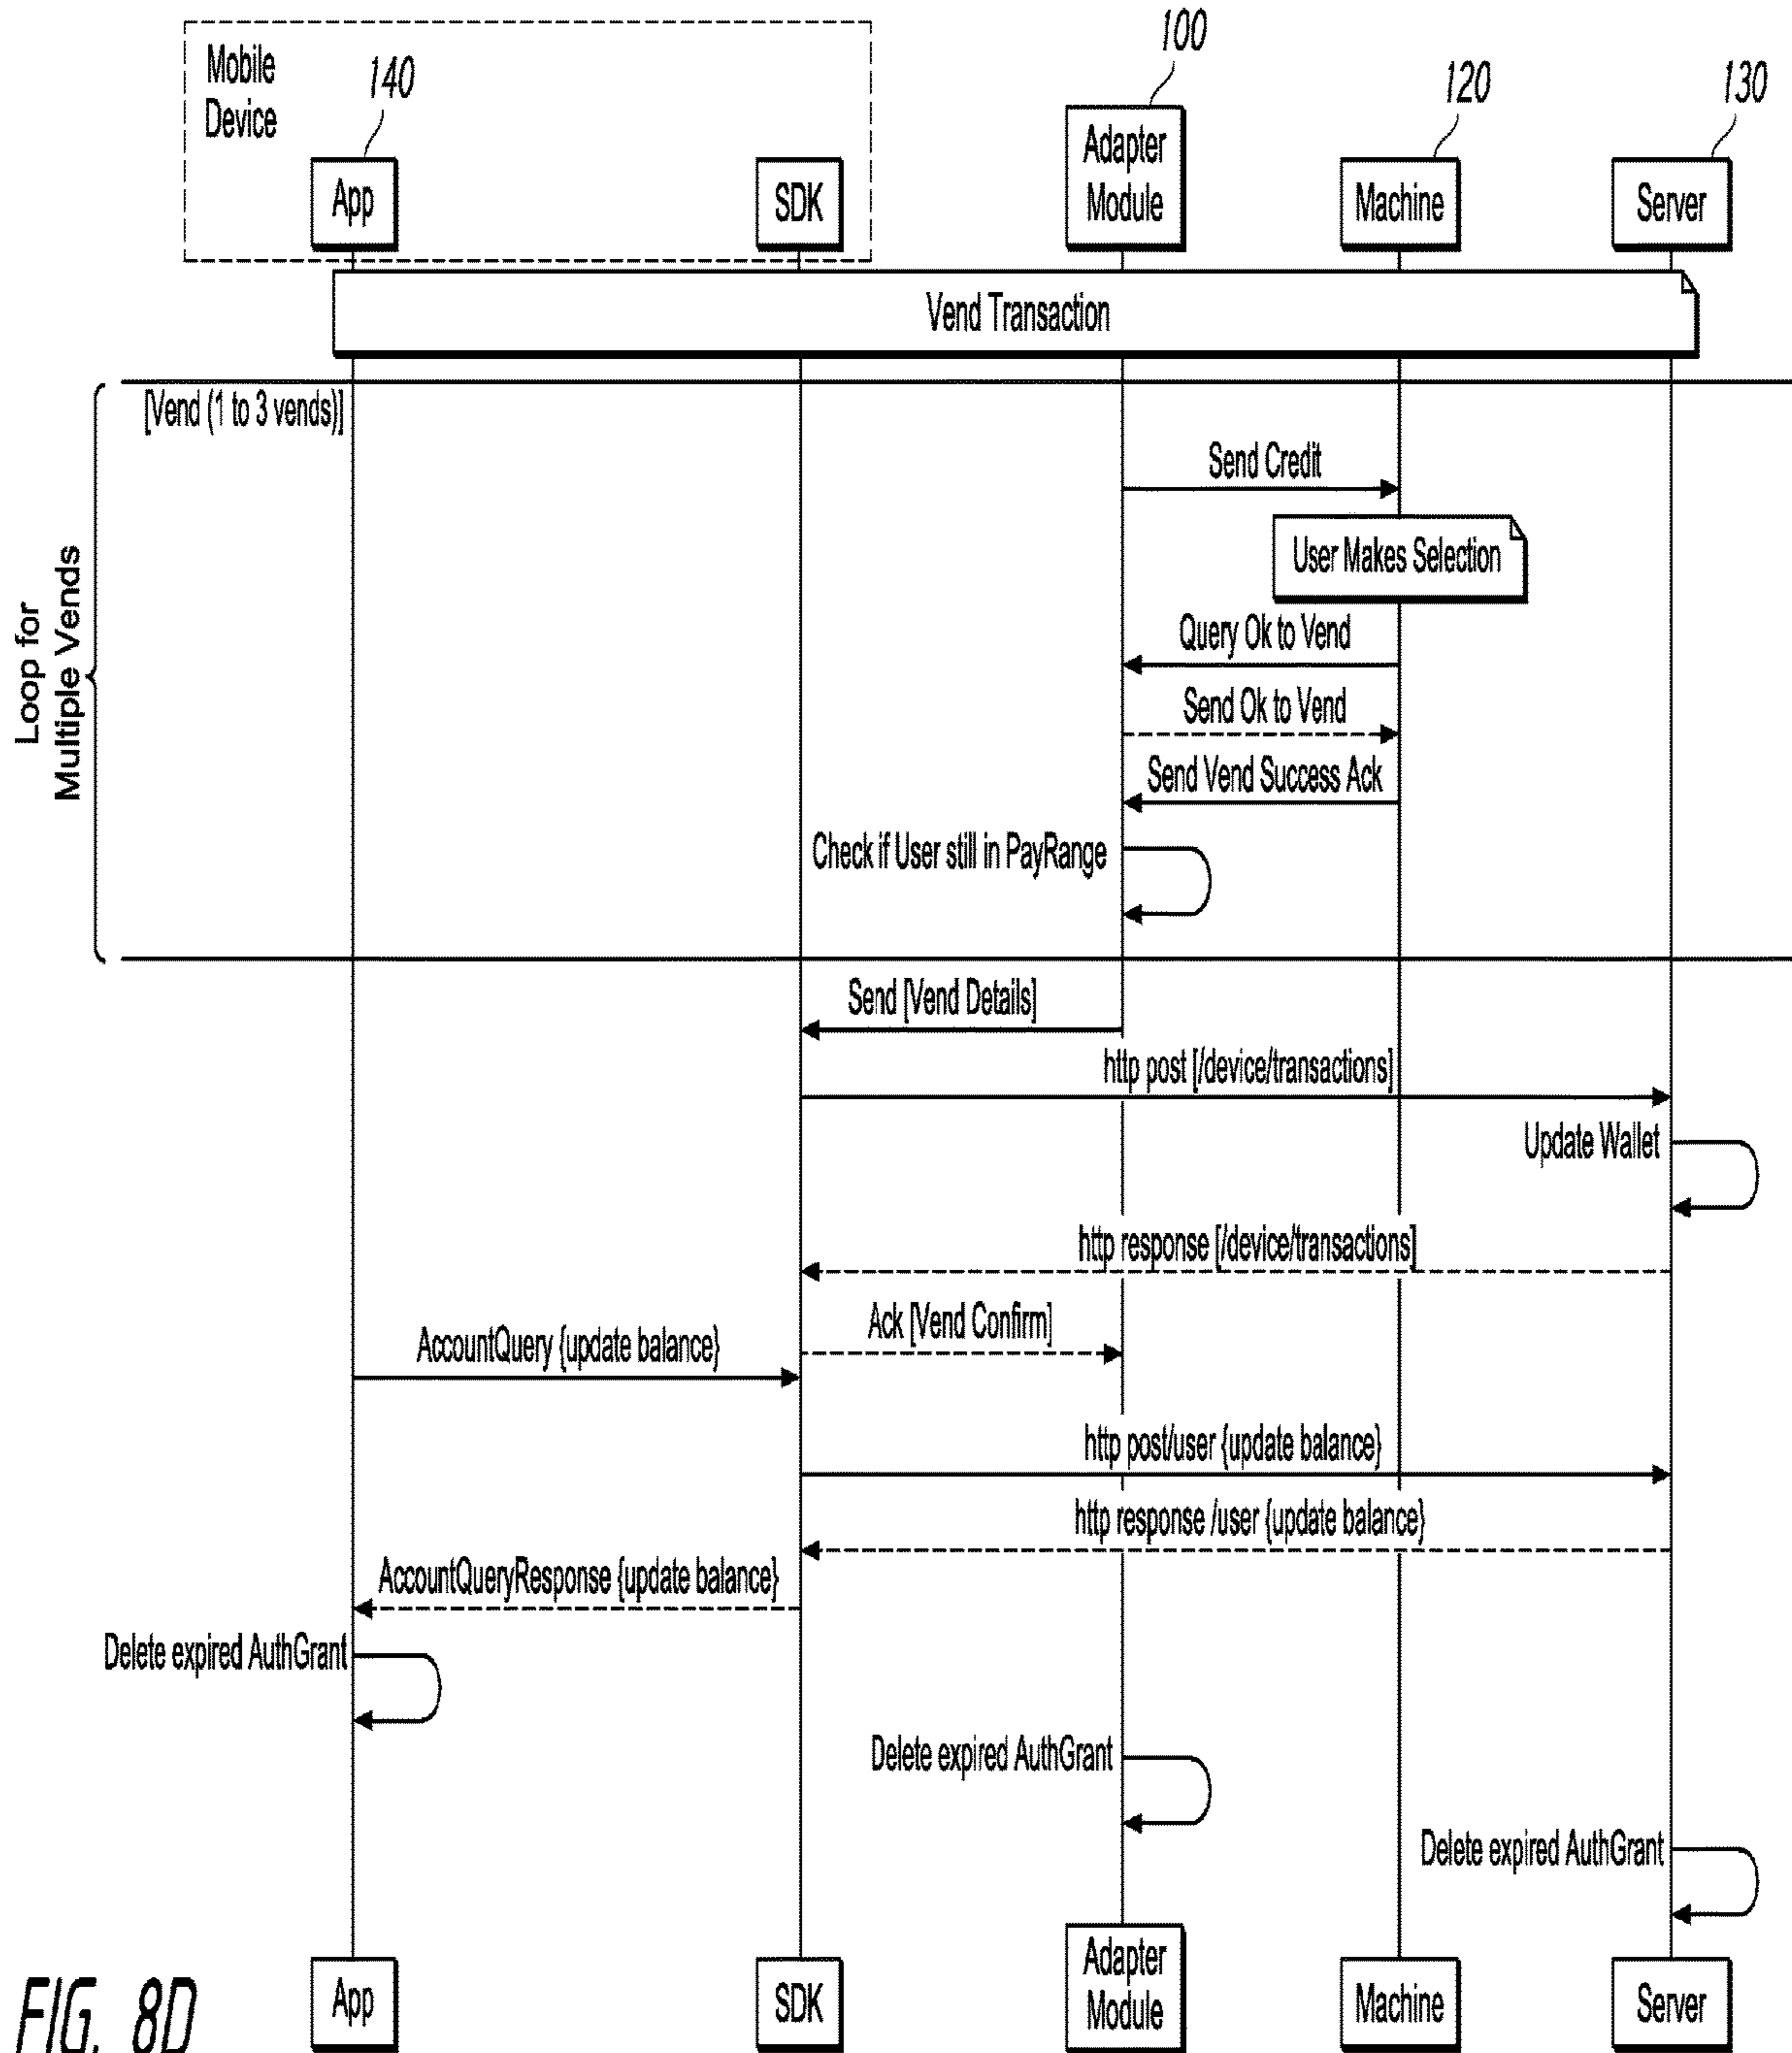 Mobile
Device
140
100
120
130
App
SDK
Adapter
Module
Machine
Server
Vend Transaction
[Vend (1 to 3 vends)]
Loop for
Multiple Vends
Send Credit
User Makes Selection
Query Ok to Vend
Send Ok to Vend
Send Vend Success Ack
Check if User still in PayRange
Send [Vend Details]
http post [/device/transactions]
Update Wallet
http response [/device/transactions]
Ack [Vend Confirm]
AccountQuery {update balance}
http post/user {update balance}
http response /user {update balance}
AccountQueryResponse {update balance}
Delete expired AuthGrant
Delete expired AuthGrant
Delete expired AuthGrant
App
SDK
Adapter
Module
Machine
Server
FIG. 8D